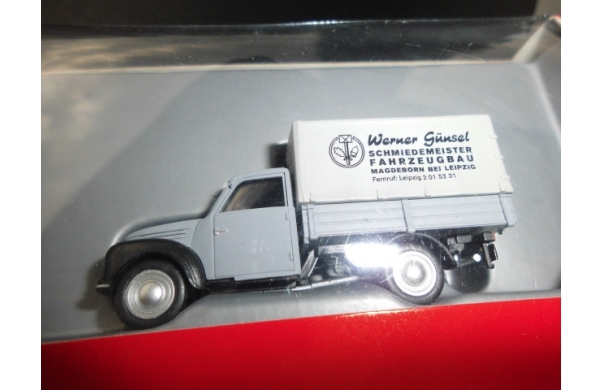 Werner Günsel
SCHMIEDEMEISTER
FAHRZEUGBAU
MAGDEBORN BEI LEIPZIG
Fernruf: Leipzig 2 01 53 31